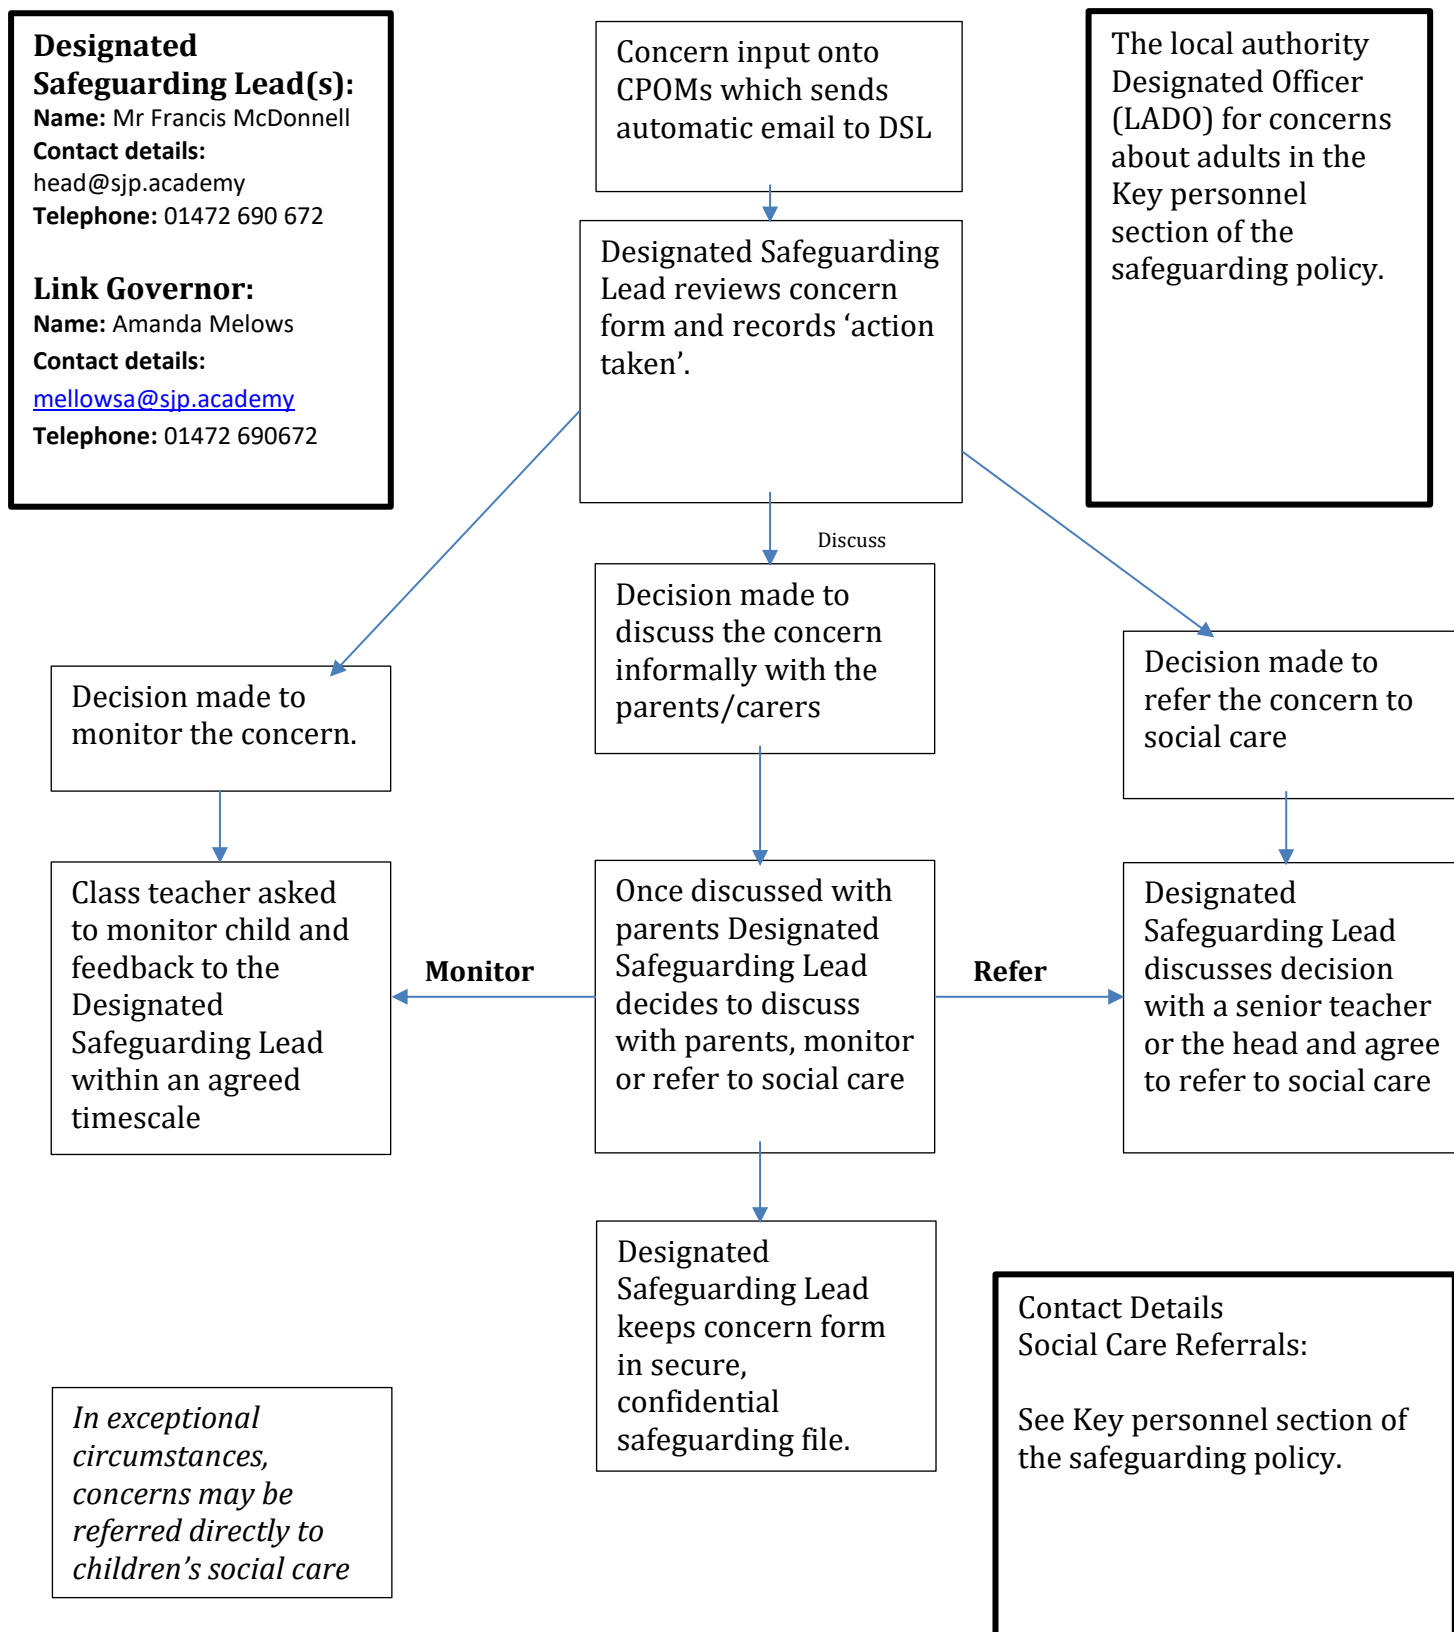 Designated
Safeguarding Lead(s):
Name: Mr Francis McDonnell
Contact details:
head@sjp.academy
Telephone: 01472 690 672
Link Governor:
Name: Amanda Melows
Contact details:
mellowsa@sjp.academy
Telephone: 01472 690672
Concern input onto
CPOMs which sends
automatic email to DSL
The local authority
Designated Officer
(LADO) for concerns
about adults in the
Key personnel
section of the
safeguarding policy.
Designated Safeguarding
Lead reviews concern
form and records ‘action
taken’.
Discuss
Decision made to
monitor the concern.
Decision made to
discuss the concern
informally with the
parents/carers
Decision made to
refer the concern to
social care
Class teacher asked
to monitor child and
feedback to the
Designated
Safeguarding Lead
within an agreed
timescale
Monitor
Once discussed with
parents Designated
Safeguarding Lead
decides to discuss
with parents, monitor
or refer to social care
Refer
Designated
Safeguarding Lead
discusses decision
with a senior teacher
or the head and agree
to refer to social care
Designated
Safeguarding Lead
keeps concern form
in secure,
confidential
safeguarding file.
In exceptional
circumstances,
concerns may be
referred directly to
children’s social care
Contact Details
Social Care Referrals:
See Key personnel section of
the safeguarding policy.